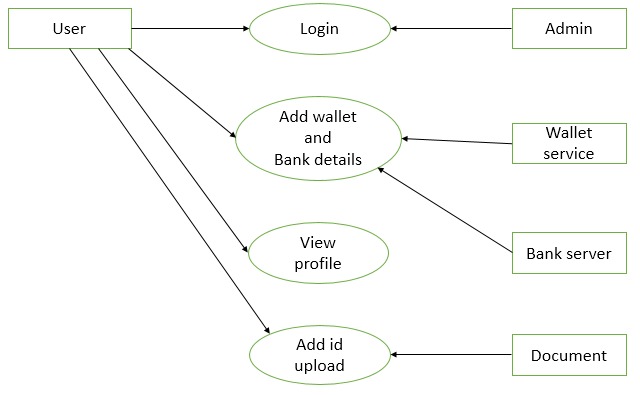 User
Login
Admin
Add wallet
and
Bank details
Wallet
service
View
profile
Bank server
Add id
upload
Document